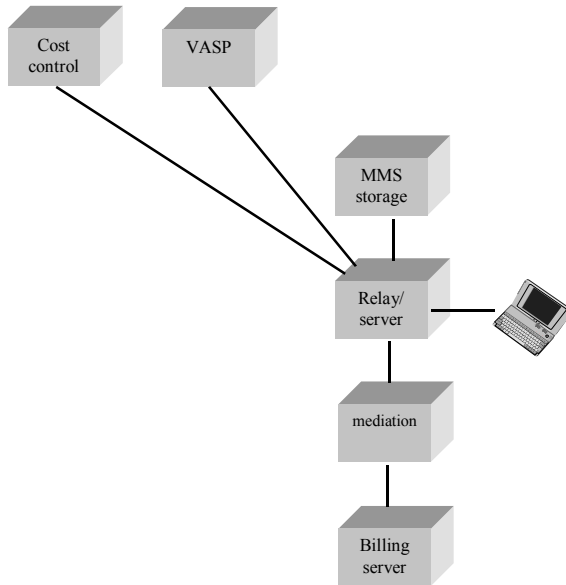 Cost
control
VASP
MMS
storage
Relay/
server
mediation
Billing
server